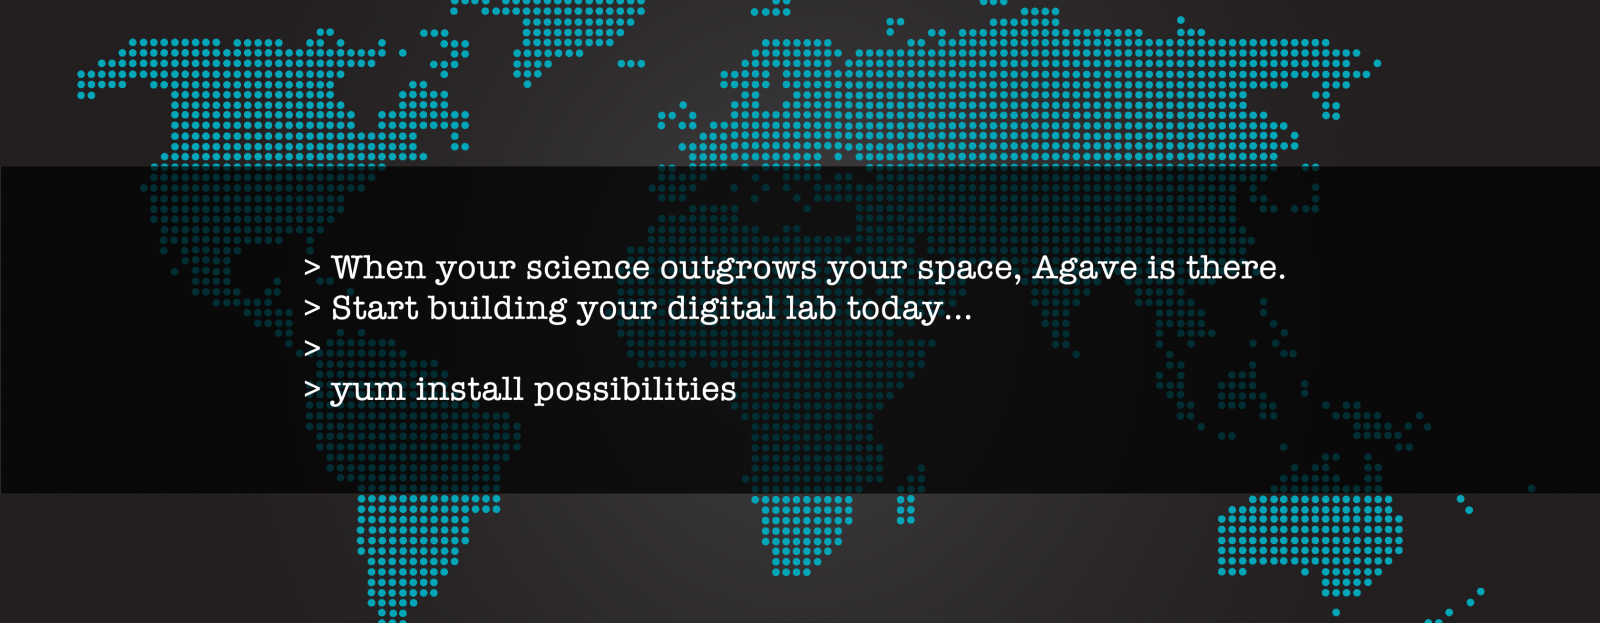 > When your science outgrows your space, Agave is there.
> Start building your digital lab today...
>
> yum install possibilities